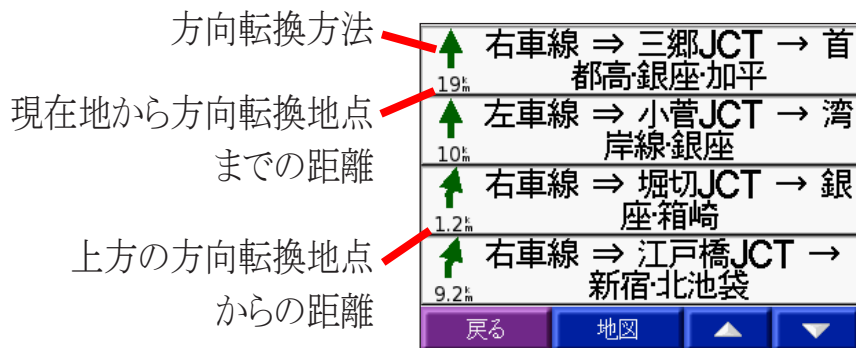 方向転換方法
現在地から方向転換地点
までの距離
上方の方向転換地点
からの距離
右車線 ⇒ 三郷JCT → 首
都高·銀座·加平
19km
左車線 ⇒ 小菅JCT → 湾
岸線·銀座
10km
右車線 ⇒ 堀切JCT → 銀
座·箱崎
1.2km
右車線 ⇒ 江戸橋JCT →
新宿·北池袋
9.2km
戻る
地図